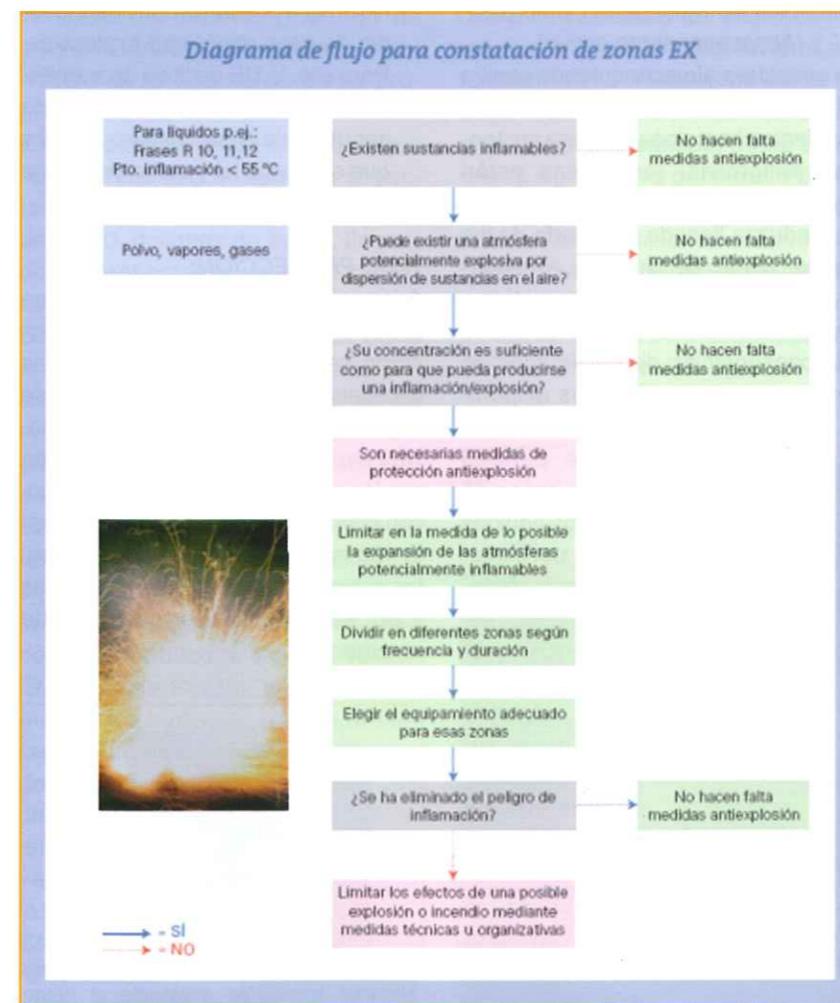 Diagrama de flujo para constatación de zonas EX
Para líquidos p.ej.:
Frases R 10, 11,12
Pto. inflamación < 55 ºC
¿Existen sustancias inflamables?
No hacen falta
medidas antiexplosión
Polvo, vapores, gases
¿Puede existir una atmósfera
potencialmente explosiva por
dispersión de sustancias en el aire?
No hacen falta
medidas antiexplosión
¿Su concentración es suficiente
como para que pueda producirse
una inflamación/explosión?
No hacen falta
medidas antiexplosión
Son necesarias medidas de
protección antiexplosión
Limitar en la medida de lo posible
la expansión de las atmósferas
potencialmente inflamables
Dividir en diferentes zonas según
frecuencia y duración
Elegir el equipamiento adecuado
para esas zonas
¿Se ha eliminado el peligro de
inflamación?
No hacen falta
medidas antiexplosión
Limitar los efectos de una posible
explosión o incendio mediante
medidas técnicas u organizativas
= SÍ
= NO